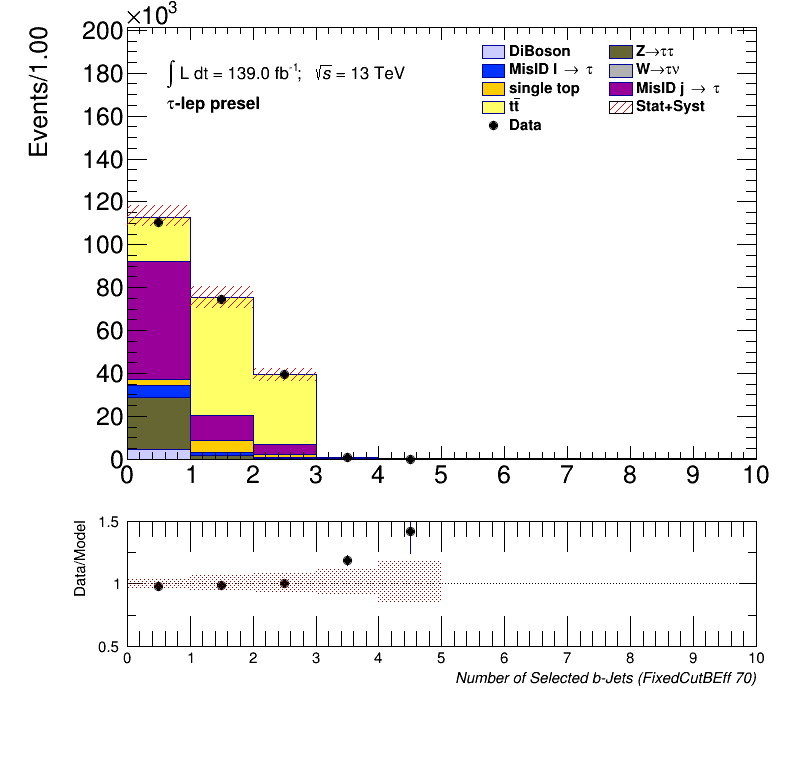 ×10³
Events/1.00
200
180
160
140
120
100
80
60
40
20
0
∫ L dt = 139.0 fb⁻¹; √s = 13 TeV
τ-lep presel
DiBoson
MisID l → τ
single top
tt̄
Data
Z→ττ
W→τν
MisID j → τ
Stat+Syst
0 1 2 3 4 5 6 7 8 9 10
Data/Model
1.5
1
0.5
0 1 2 3 4 5 6 7 8 9 10
Number of Selected b-Jets (FixedCutBEff 70)